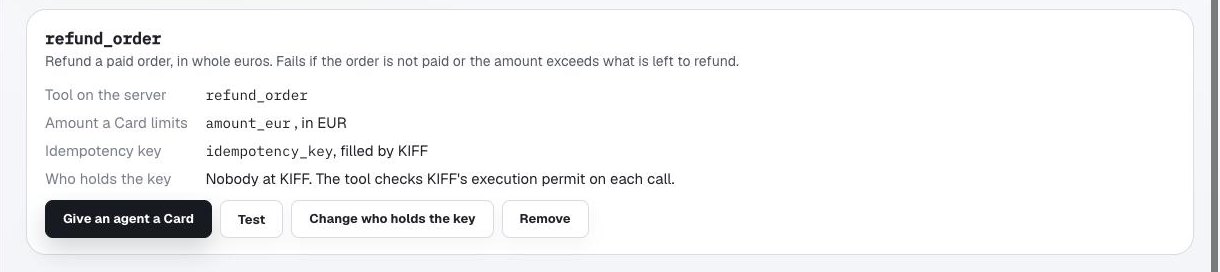 refund_order
Refund a paid order, in whole euros. Fails if the order is not paid or the amount exceeds what is left to refund.
Tool on the server refund_order
Amount a Card limits amount_eur , in EUR
Idempotency key idempotency_key, filled by KIFF
Who holds the key Nobody at KIFF. The tool checks KIFF's execution permit on each call.
Give an agent a Card Test Change who holds the key Remove